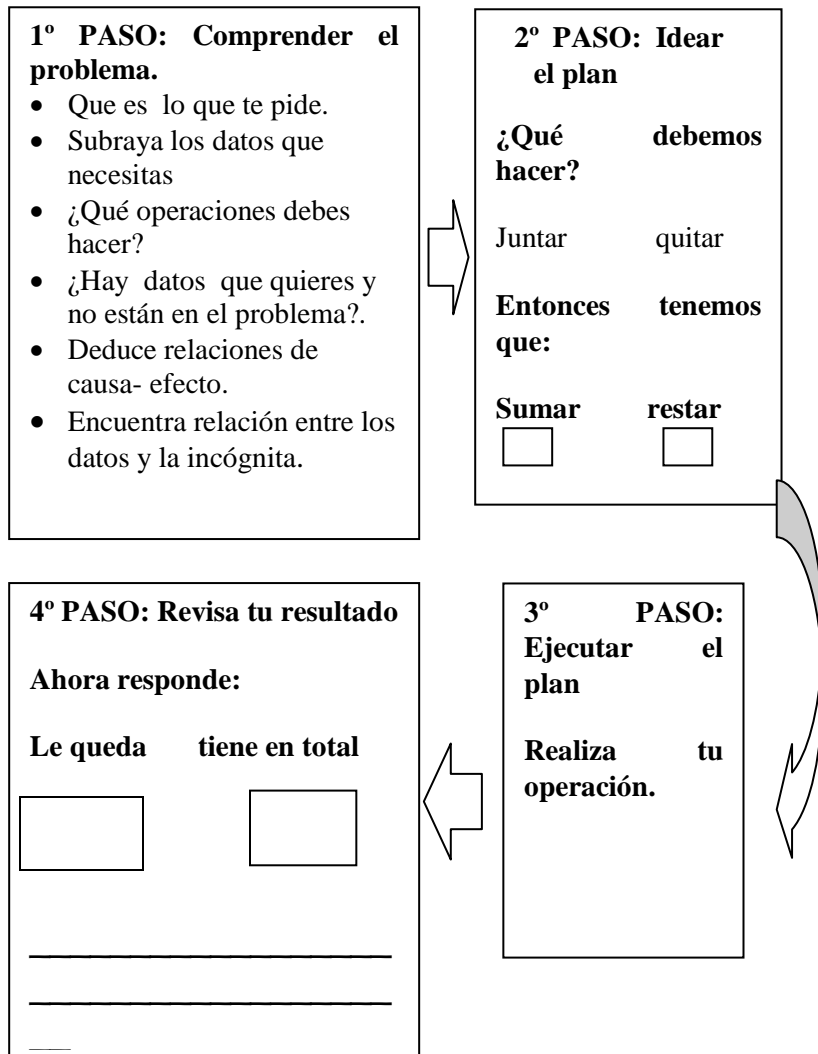 1º PASO: Comprender el
problema.
• Que es lo que te pide.
• Subraya los datos que
necesitas
• ¿Qué operaciones debes
hacer?
• ¿Hay datos que quieres y
no están en el problema?.
• Deduce relaciones de
causa- efecto.
• Encuentra relación entre los
datos y la incógnita.
2º PASO: Idear
el plan
¿Qué debemos
hacer?
Juntar quitar
Entonces tenemos
que:
Sumar restar
3º PASO:
Ejecutar el
plan
Realiza tu
operación.
4º PASO: Revisa tu resultado
Ahora responde:
Le queda tiene en total